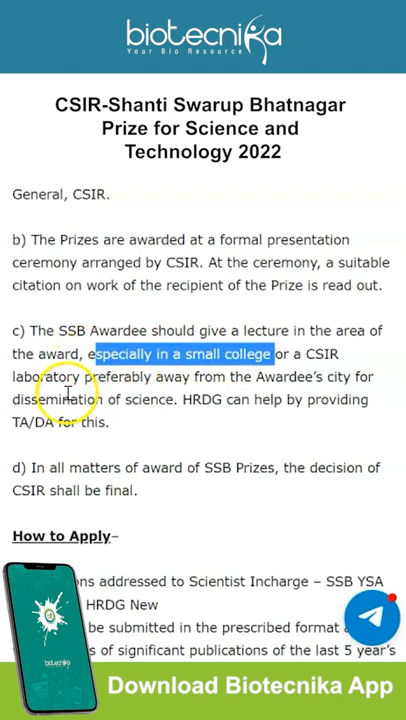 biotecnika
Your Bio Resource
CSIR-Shanti Swarup Bhatnagar
Prize for Science and
Technology 2022
General, CSIR.
b) The Prizes are awarded at a formal presentation
ceremony arranged by CSIR. At the ceremony, a suitable
citation on work of the recipient of the Prize is read out.
c) The SSB Awardee should give a lecture in the area of
the award, especially in a small college or a CSIR
laboratory preferably away from the Awardee's city for
dissemination of science. HRDG can help by providing
TA/DA for this.
d) In all matters of award of SSB Prizes, the decision of
CSIR shall be final.
How to Apply–
addressed to Scientist Incharge – SSB YSA
HRDG New
be submitted in the prescribed format
of significant publications of the last 5 year's
biotecnika
Download Biotecnika App